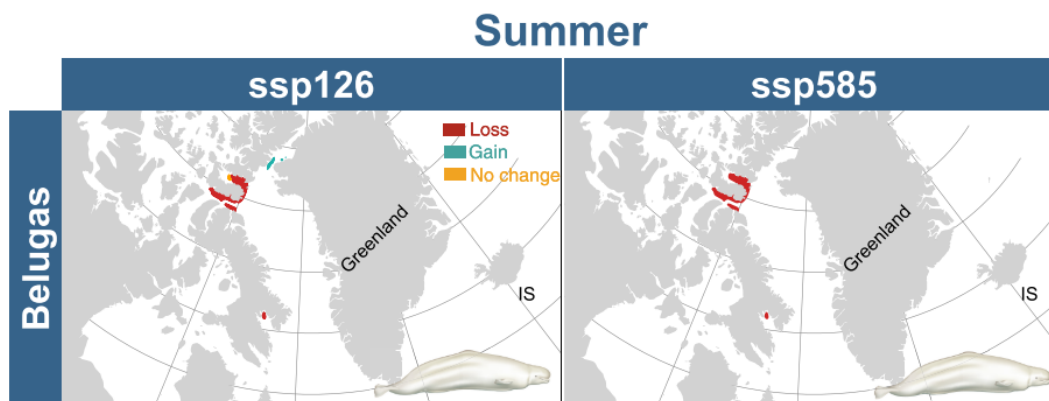 Summer
ssp126
ssp585
Belugas
Loss
Gain
No change
Greenland
IS
Greenland
IS